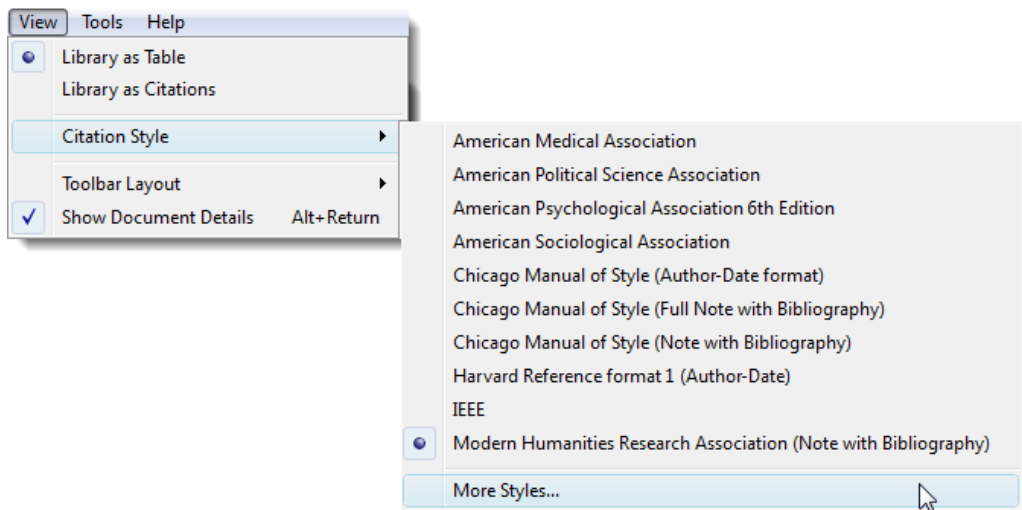 View Tools Help
Library as Table
Library as Citations
Citation Style
Toolbar Layout
Show Document Details Alt+Return
American Medical Association
American Political Science Association
American Psychological Association 6th Edition
American Sociological Association
Chicago Manual of Style (Author-Date format)
Chicago Manual of Style (Full Note with Bibliography)
Chicago Manual of Style (Note with Bibliography)
Harvard Reference format 1 (Author-Date)
IEEE
Modern Humanities Research Association (Note with Bibliography)
More Styles...